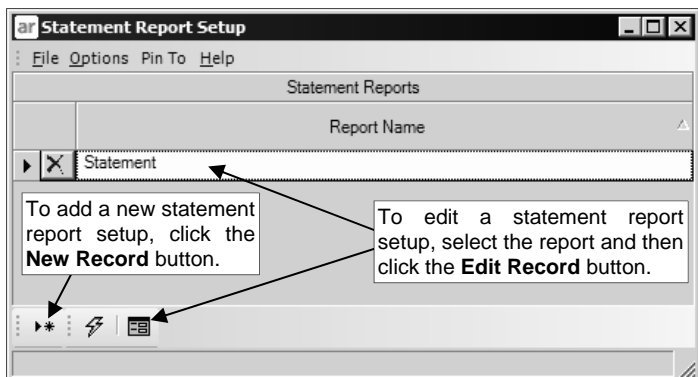 ar Statement Report Setup
File Options Pin To Help
Statement Reports
Report Name
Statement
To add a new statement
report setup, click the
New Record button.
To edit a statement report
setup, select the report and then
click the Edit Record button.